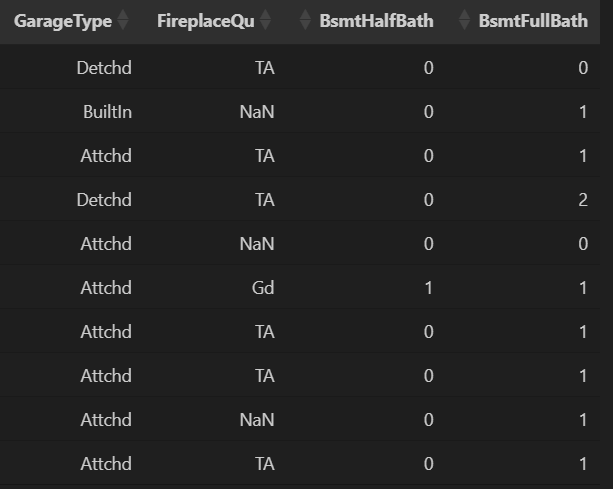 GarageType FireplaceQu BsmtHalfBath BsmtFullBath
Detchd TA 0 0
BuiltIn NaN 0 1
Attchd TA 0 1
Detchd TA 0 2
Attchd NaN 0 0
Attchd Gd 1 1
Attchd TA 0 1
Attchd TA 0 1
Attchd NaN 0 1
Attchd TA 0 1